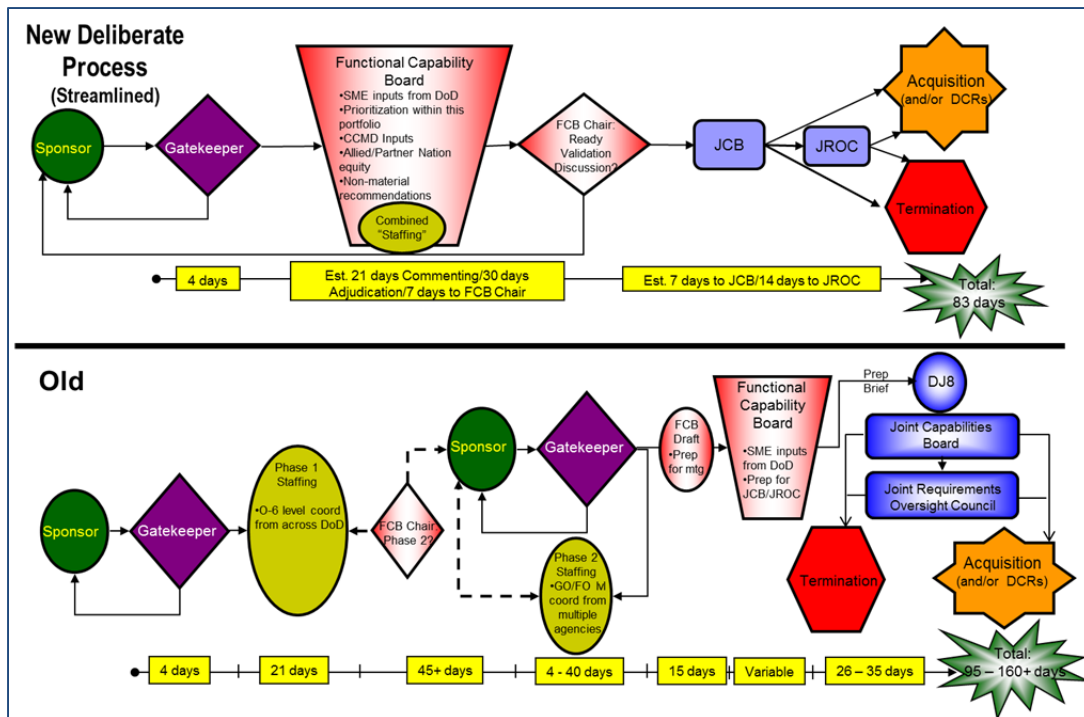 New Deliberate
Process
(Streamlined)
Sponsor
Gatekeeper
Functional Capability
Board
•SME inputs from DoD
•Prioritization within this
portfolio
•CCMD Inputs
•Allied/Partner Nation
equity
•Non-material
recommendations
Combined
"Staffing"
FCB Chair:
Ready
Validation
Discussion?
JCB
JROC
Acquisition
(and/or DCRs)
Termination
4 days
Est. 21 days Commenting/30 days
Adjudication/7 days to FCB Chair
Est. 7 days to JCB/14 days to JROC
Total:
83 days
Old
Sponsor
Gatekeeper
Phase 1
Staffing
•O-6 level coord
from across DoD
FCB Chair:
Phase 2?
Sponsor
Gatekeeper
Phase 2
Staffing
•GO/FO M
coord from
multiple
agencies
FCB
Draft
•Prep
for mtg
Functional
Capability
Board
•SME inputs
from DoD
•Prep for
JCB/JROC
Prep
Brief
DJ8
Joint Capabilities
Board
Joint Requirements
Oversight Council
Termination
Acquisition
(and/or DCRs)
4 days
21 days
45+ days
4 - 40 days
15 days
Variable
26 – 35 days
Total:
95 – 160+ days